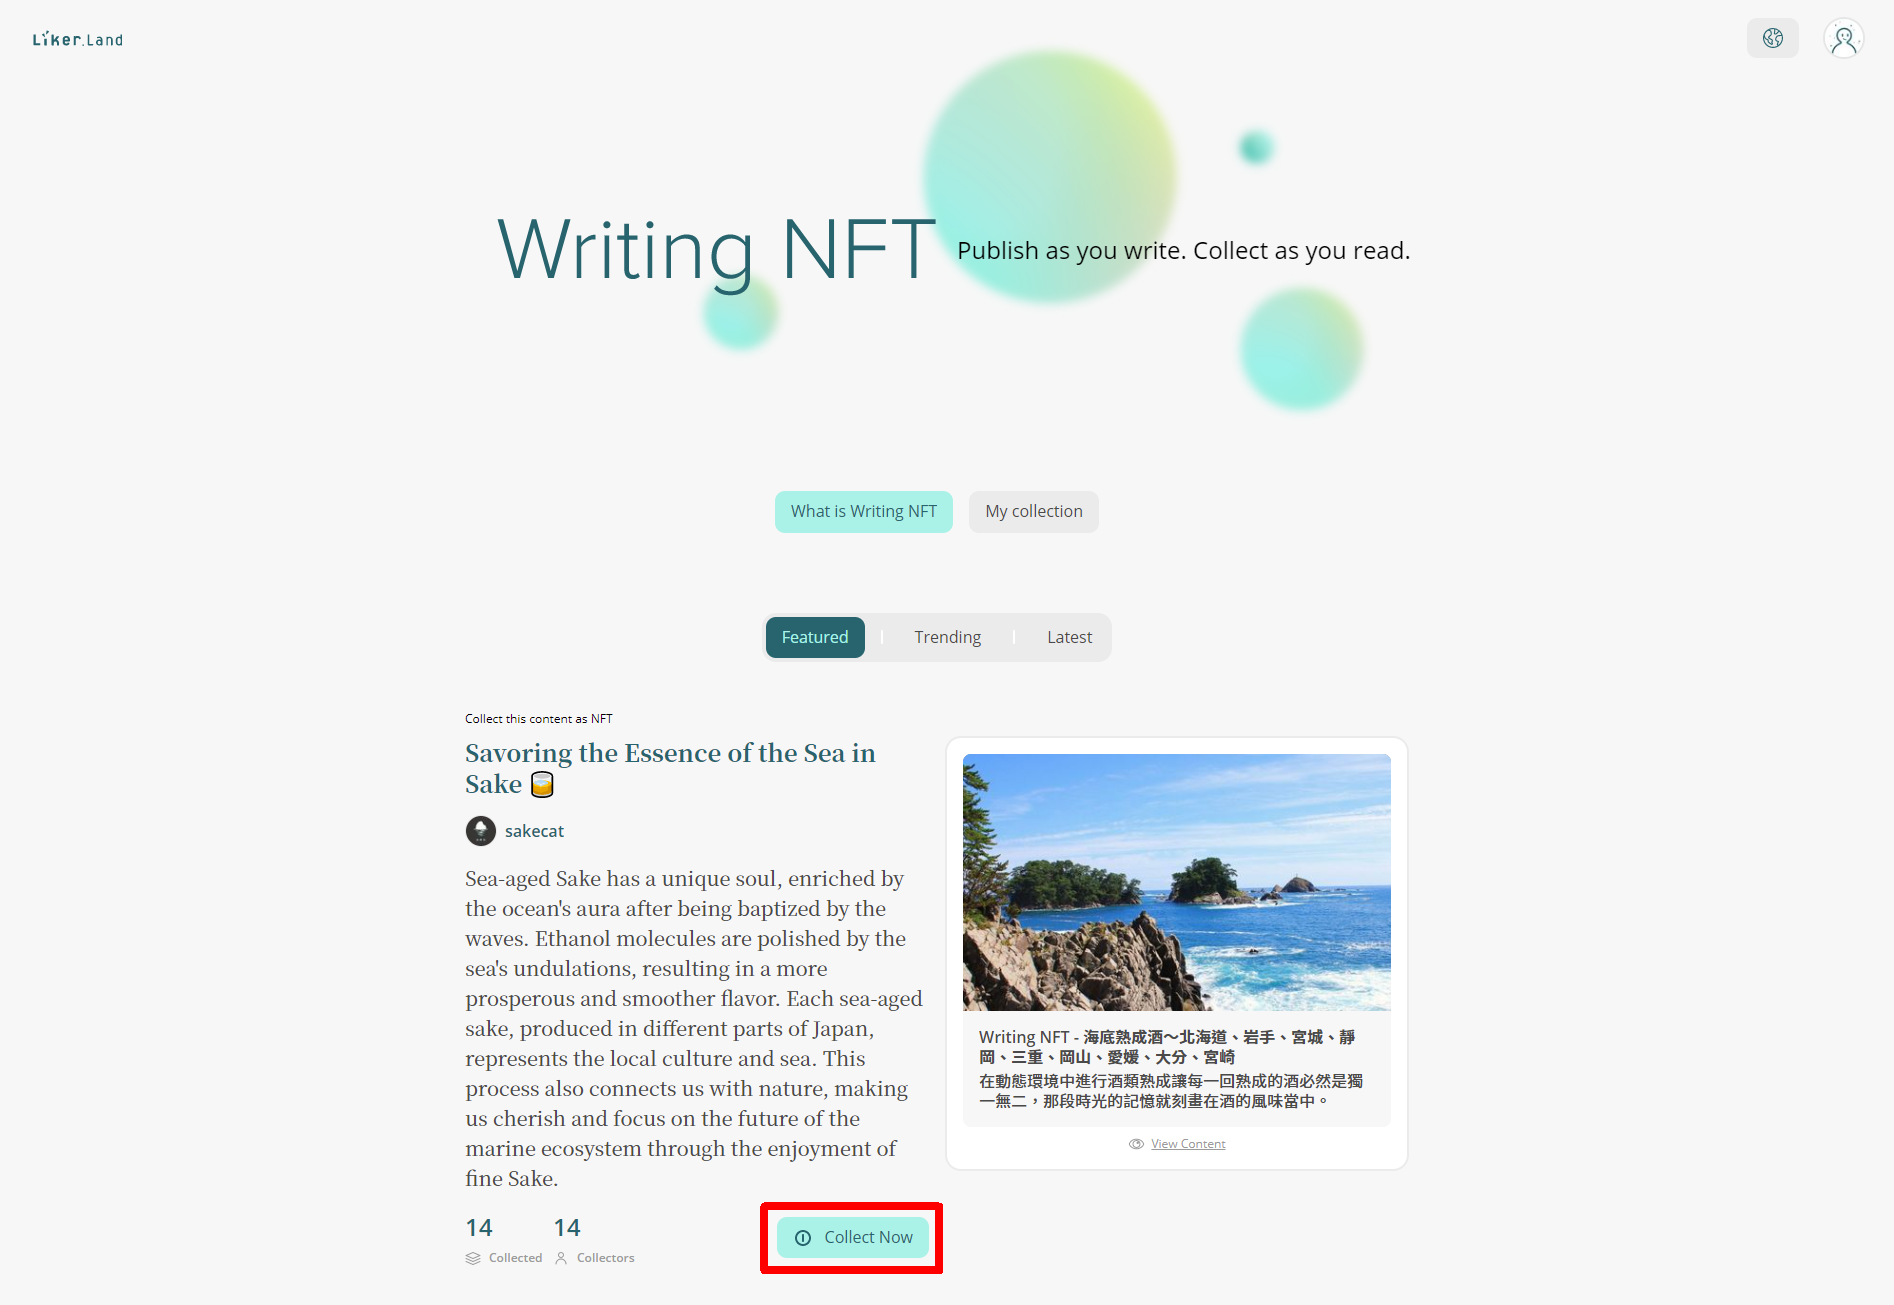 Liker.Land
Writing NFT
Publish as you write. Collect as you read.
What is Writing NFT
My collection
Featured
Trending
Latest
Collect this content as NFT
Savoring the Essence of the Sea in
Sake 🥃
sakecat
Sea-aged Sake has a unique soul, enriched by
the ocean's aura after being baptized by the
waves. Ethanol molecules are polished by the
sea's undulations, resulting in a more
prosperous and smoother flavor. Each sea-aged
sake, produced in different parts of Japan,
represents the local culture and sea. This
process also connects us with nature, making
us cherish and focus on the future of the
marine ecosystem through the enjoyment of
fine Sake.
14
Collected
14
Collectors
Collect Now
Writing NFT - 海底熟成酒～北海道、岩手、宮城、靜
岡、三重、岡山、愛媛、大分、宮崎
在動態環境中進行酒類熟成讓每一回熟成的酒必然是獨
一無二，那段時光的記憶就刻畫在酒的風味當中。
View Content